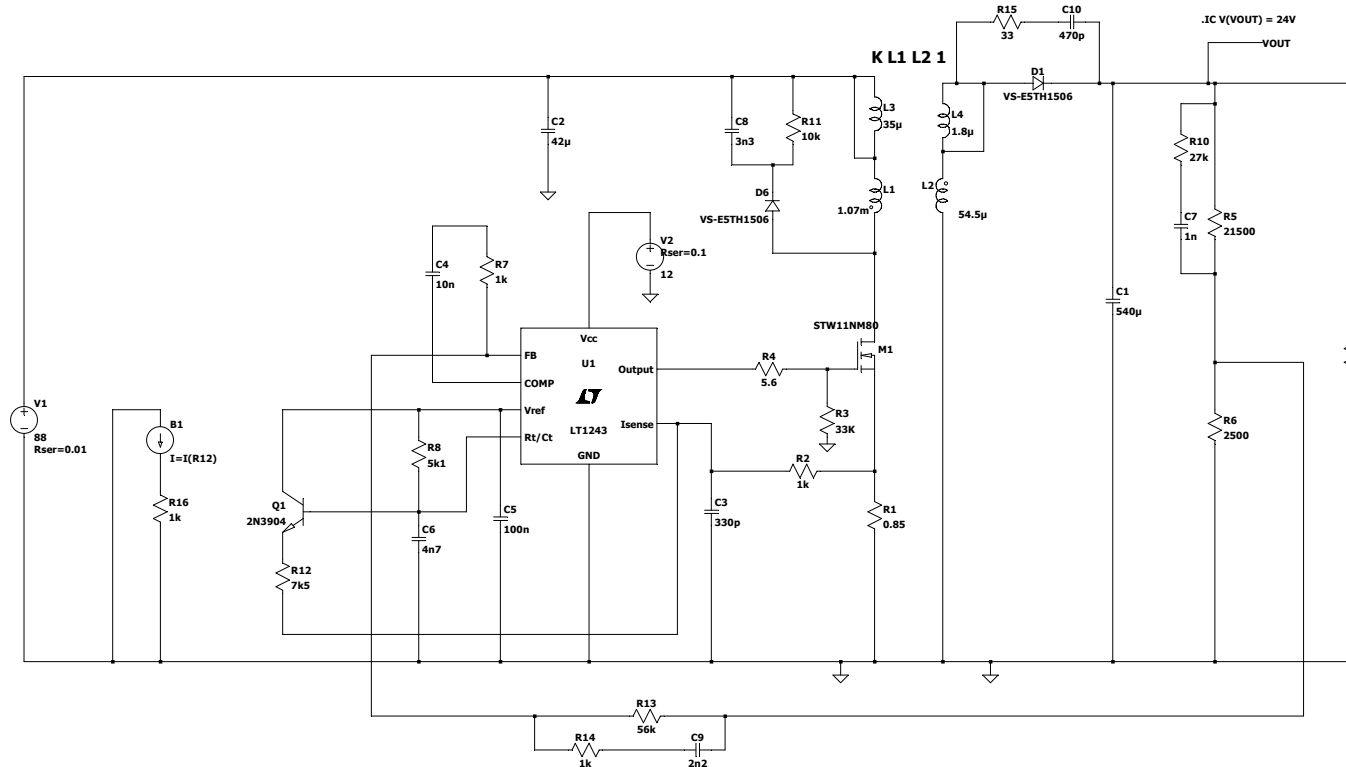 R15
33
C10
470p
.IC V(VOUT) = 24V
VOUT
K L1 L2 1
D1
VS-E5TH1506
L3
35µ
L4
1.8µ
C2
42µ
C8
3n3
R11
10k
R10
27k
D6
VS-E5TH1506
L1
1.07m
L2
54.5µ
C7
1n
R5
21500
V2
Rser=0.1
12
C4
10n
R7
1k
C1
540µ
STW11NM80
M1
Vcc
FB
U1
Output
COMP
LT1243
Vref
Isense
Rt/Ct
GND
R4
5.6
R3
33K
V1
88
Rser=0.01
B1
I=I(R12)
R16
1k
R8
5k1
R6
2500
R2
1k
Q1
2N3904
C6
4n7
C5
100n
C3
330p
R1
0.85
R12
7k5
R13
56k
R14
1k
C9
2n2